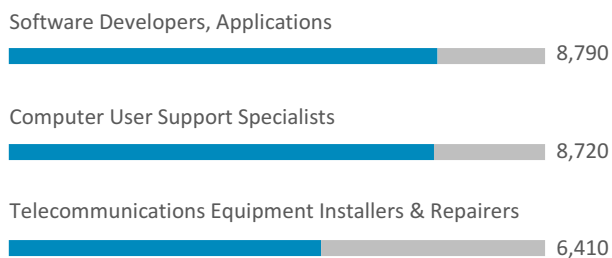 Software Developers, Applications
8,790
Computer User Support Specialists
8,720
Telecommunications Equipment Installers & Repairers
6,410